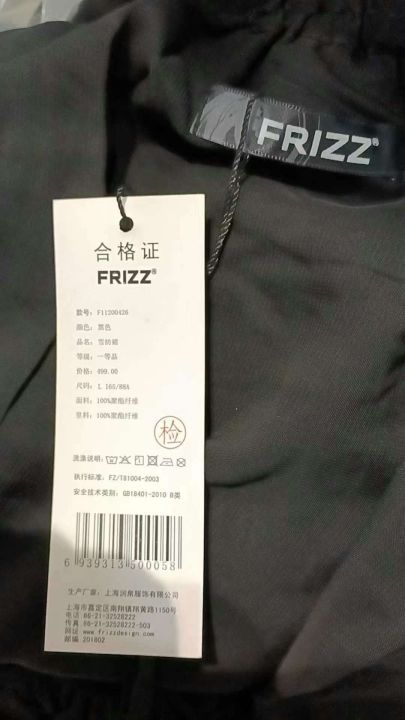 FRIZZ®
合格证
FRIZZ®
款号: F11200426
颜色: 黑色
品名: 雪纺裙
等级: 一等品
价格: 499.00
尺码: L 165/88A
面料: 100%聚酯纤维
里料: 100%聚酯纤维
检
洗涤说明:
执行标准: FZ/T81004-2003
安全技术类别: GB18401-2010 B类
6 939313 500058
生产厂商: 上海润帛服饰有限公司
上海市嘉定区南翔镇翔黄路1150号
电话 86-21-32528222
传真 86-21-32528222-503
网址 www.frizzdesign.com
邮编 201802